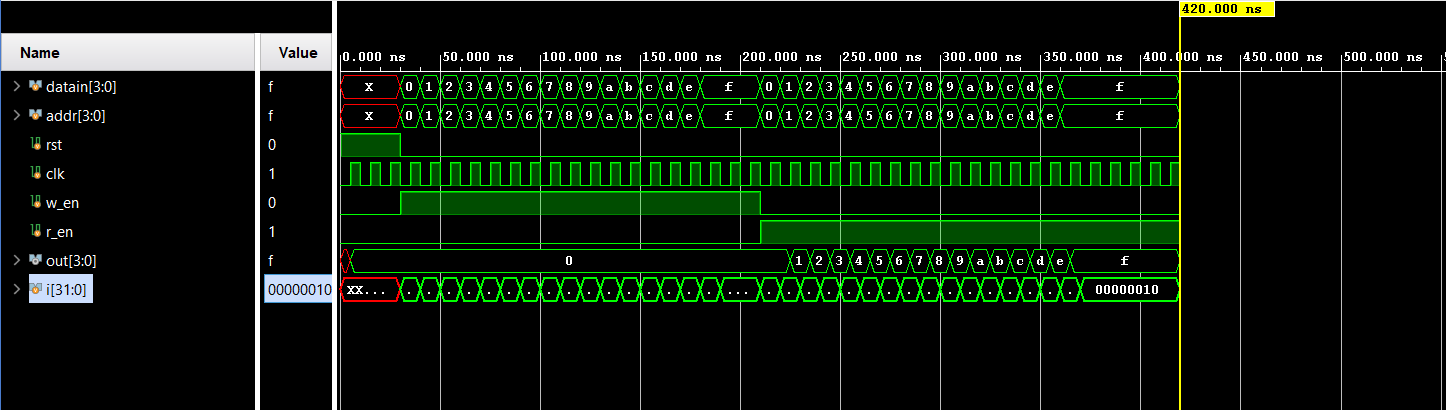 420.000 ns
Name Value 0.000 ns 50.000 ns 100.000 ns 150.000 ns 200.000 ns 250.000 ns 300.000 ns 350.000 ns 400.000 ns 450.000 ns 500.000 ns
datain[3:0] f X 0 1 2 3 4 5 6 7 8 9 a b c d e f 0 1 2 3 4 5 6 7 8 9 a b c d e f
addr[3:0] f X 0 1 2 3 4 5 6 7 8 9 a b c d e f 0 1 2 3 4 5 6 7 8 9 a b c d e f
rst 0
clk 1
w_en 0
r_en 1
out[3:0] f 0 1 2 3 4 5 6 7 8 9 a b c d e f
i[31:0] 00000010 XX... . . . . . . . . . . . . . . . . ... . . . . . . . . . . . . . . . . 00000010